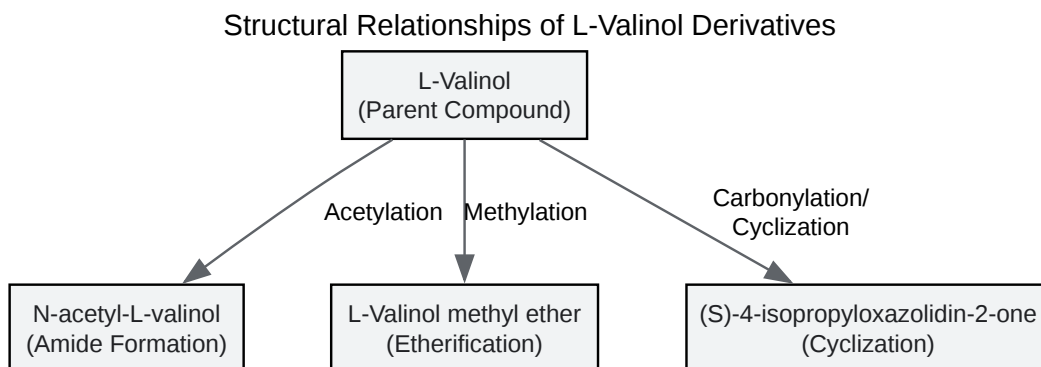 Structural Relationships of L-Valinol Derivatives
L-Valinol
(Parent Compound)
Acetylation
Methylation
Carbonylation/
Cyclization
N-acetyl-L-valinol
(Amide Formation)
L-Valinol methyl ether
(Etherification)
(S)-4-isopropyloxazolidin-2-one
(Cyclization)